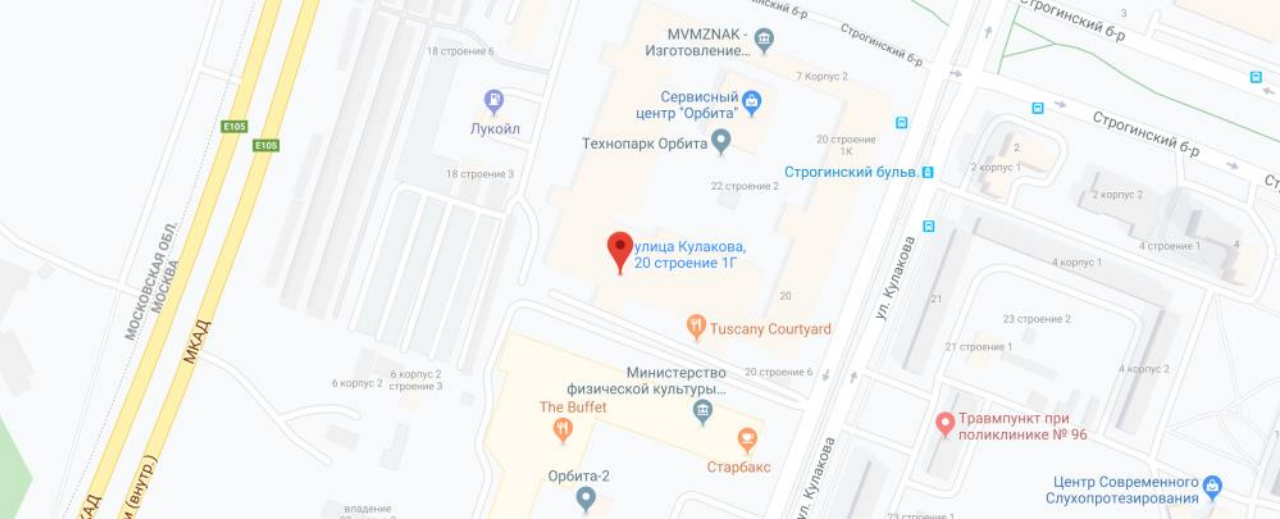 Строгинский б-р
3
MVMZNAK -
Изготовление...
Строгинский б-р
18 строение 6
7 Корпус 2
Сервисный
центр "Орбита"
Лукойл
E105
E105
Технопарк Орбита
20 строение
1К
Строгинский б-р
2
2 корпус 1
18 строение 3
Строгинский бульв.
22 строение 2
2 корпус 2
улица Кулакова,
20 строение 1Г
ул. Кулакова
4 строение 1
4
4 корпус 1
МОСКОВСКАЯ ОБЛ.
МОСКВА
МКАД
20
21
23 строение 2
Tuscany Courtyard
21 строение 1
6 корпус 2
6 корпус 2
строение 3
Министерство
физической культуры...
20 строение 6
4 корпус 2
The Buffet
Травмпункт при
поликлинике № 96
Старбакс
ул. Кулакова
Орбита-2
Центр Современного
Слухопротезирования
(внутр.)
владение
23 строение 1